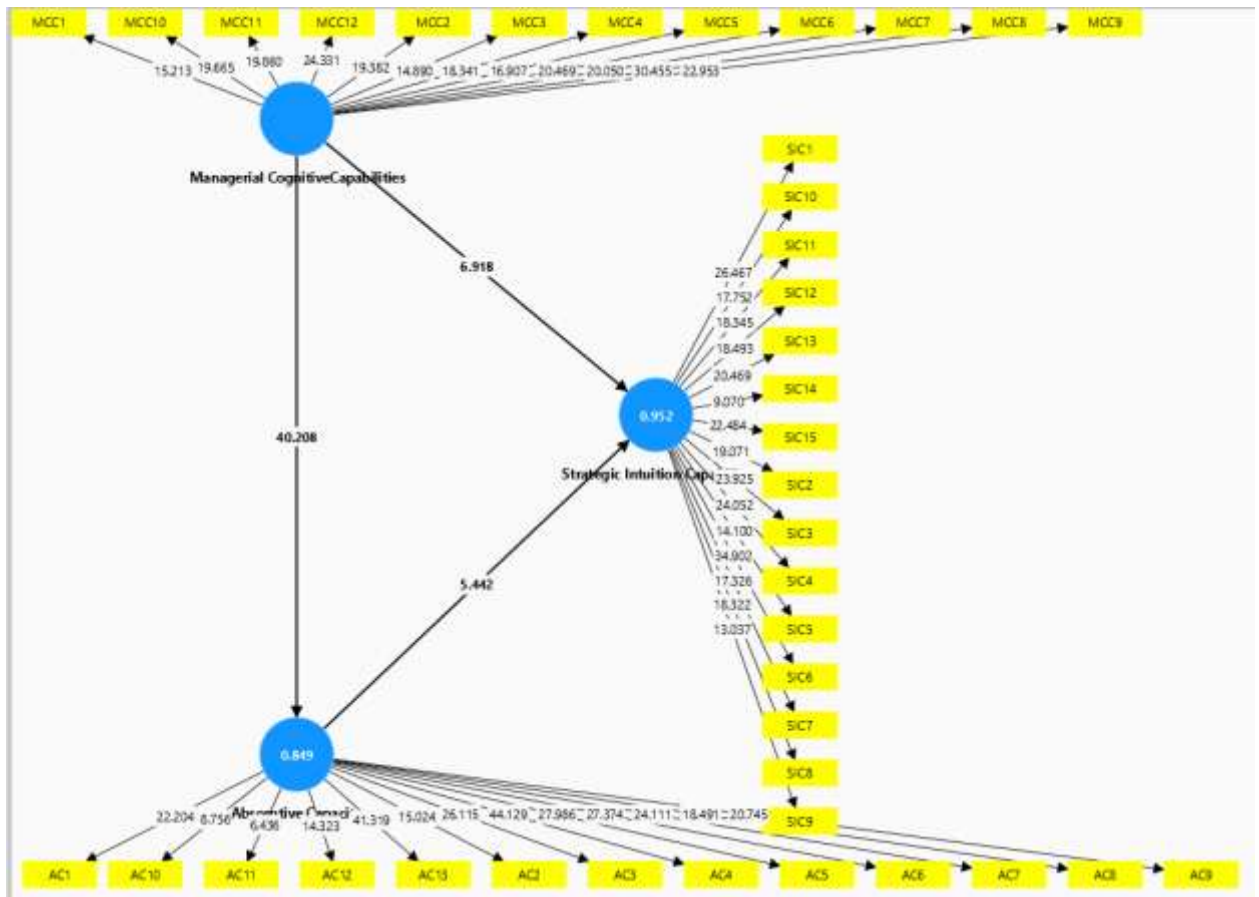 MCC1 MCC10 MCC11 MCC12 MCC2 MCC3 MCC4 MCC5 MCC6 MCC7 MCC8 MCC9
15.213 19.665 19.880 24.331 19.382 14.890 18.341 16.907 20.469 20.050 30.455 22.953
Managerial CognitiveCapabilities
SIC1
SIC10
SIC11
SIC12
SIC13
SIC14
SIC15
SIC2
SIC3
SIC4
SIC5
SIC6
SIC7
SIC8
SIC9
26.467
17.752
18.345
18.493
20.469
9.070
22.484
19.071
23.925
24.052
14.100
34.902
17.326
18.322
13.037
6.918
0.952
40.208
Strategic Intuition Capa
5.442
0.849
Absorptive Capaci
22.204 8.756 6.436 14.323 41.319 15.024 26.115 44.129 27.986 27.374 24.111 18.491 20.745
AC1 AC10 AC11 AC12 AC13 AC2 AC3 AC4 AC5 AC6 AC7 AC8 AC9